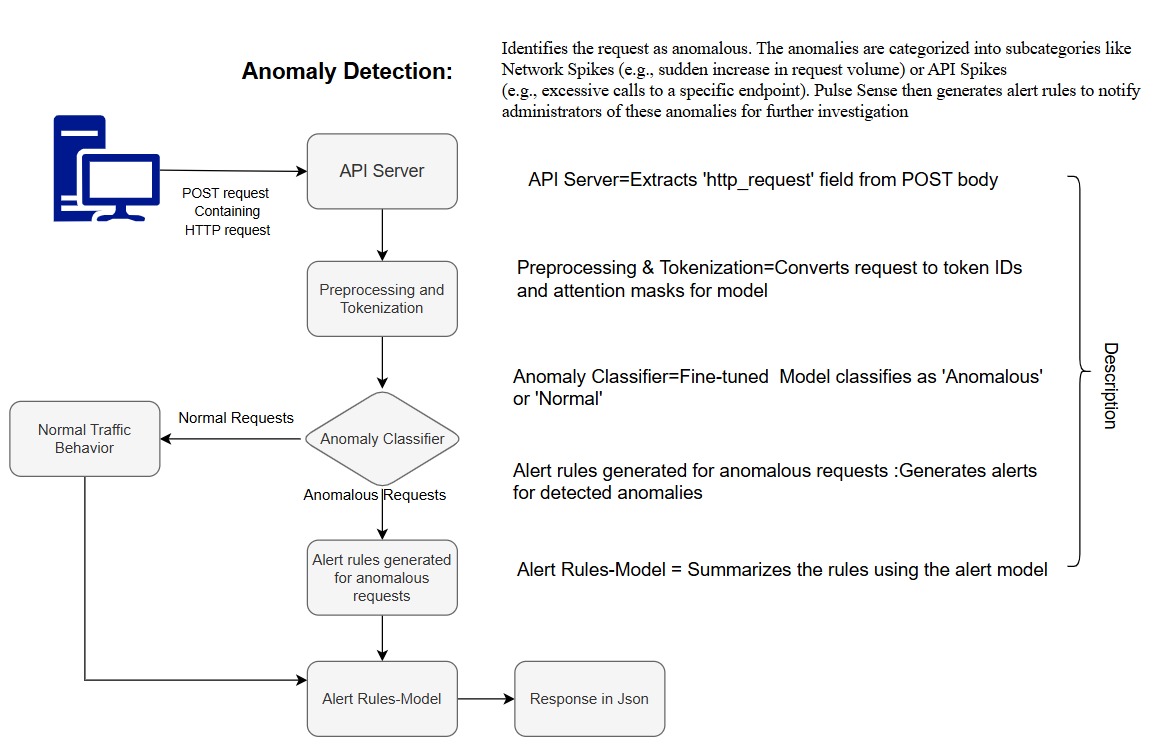 Anomaly Detection:
Identifies the request as anomalous. The anomalies are categorized into subcategories like
Network Spikes (e.g., sudden increase in request volume) or API Spikes
(e.g., excessive calls to a specific endpoint). Pulse Sense then generates alert rules to notify
administrators of these anomalies for further investigation
API Server
POST request
Containing
HTTP request
API Server=Extracts 'http_request' field from POST body
Preprocessing and
Tokenization
Preprocessing & Tokenization=Converts request to token IDs
and attention masks for model
Description
Anomaly Classifier=Fine-tuned  Model classifies as 'Anomalous'
or 'Normal'
Normal Requests
Normal Traffic
Behavior
Anomaly Classifier
Anomalous Requests
Alert rules generated for anomalous requests :Generates alerts
for detected anomalies
Alert rules generated
for anomalous
requests
Alert Rules-Model = Summarizes the rules using the alert model
Alert Rules-Model
Response in Json